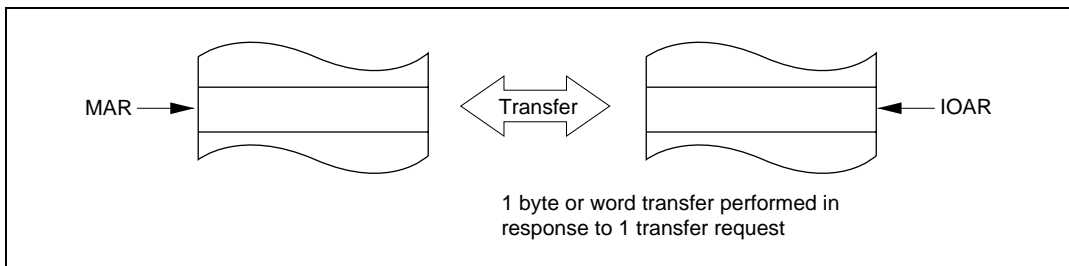 MAR
Transfer
IOAR
1 byte or word transfer performed in
response to 1 transfer request